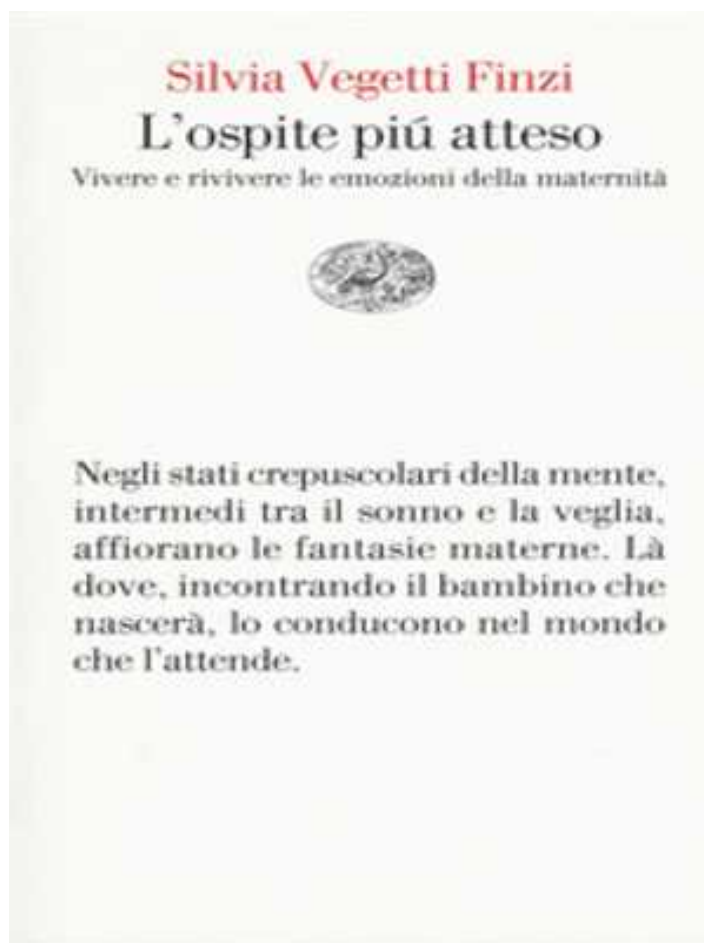 Silvia Vegetti Finzi
L'ospite piú atteso
Vivere e rivivere le emozioni della maternità
Negli stati crepuscolari della mente,
intermedi tra il sonno e la veglia,
affiorano le fantasie materne. Là
dove, incontrando il bambino che
nascerà, lo conducono nel mondo
che l'attende.